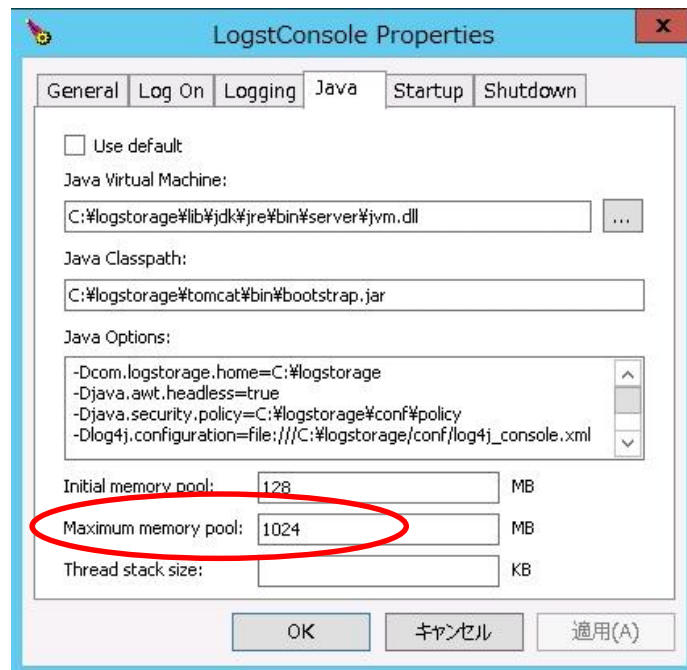 LogstConsole Properties
x
General Log On Logging Java Startup Shutdown
Use default
Java Virtual Machine:
C:¥logstorage¥lib¥jdk¥jre¥bin¥server¥jvm.dll
...
Java Classpath:
C:¥logstorage¥tomcat¥bin¥bootstrap.jar
Java Options:
-Dcom.logstorage.home=C:¥logstorage
-Djava.awt.headless=true
-Djava.security.policy=C:¥logstorage¥conf¥policy
-Dlog4j.configuration=file:///C:¥logstorage/conf/log4j_console.xml
Initial memory pool: 128 MB
Maximum memory pool: 1024 MB
Thread stack size: KB
OK キャンセル 適用(A)